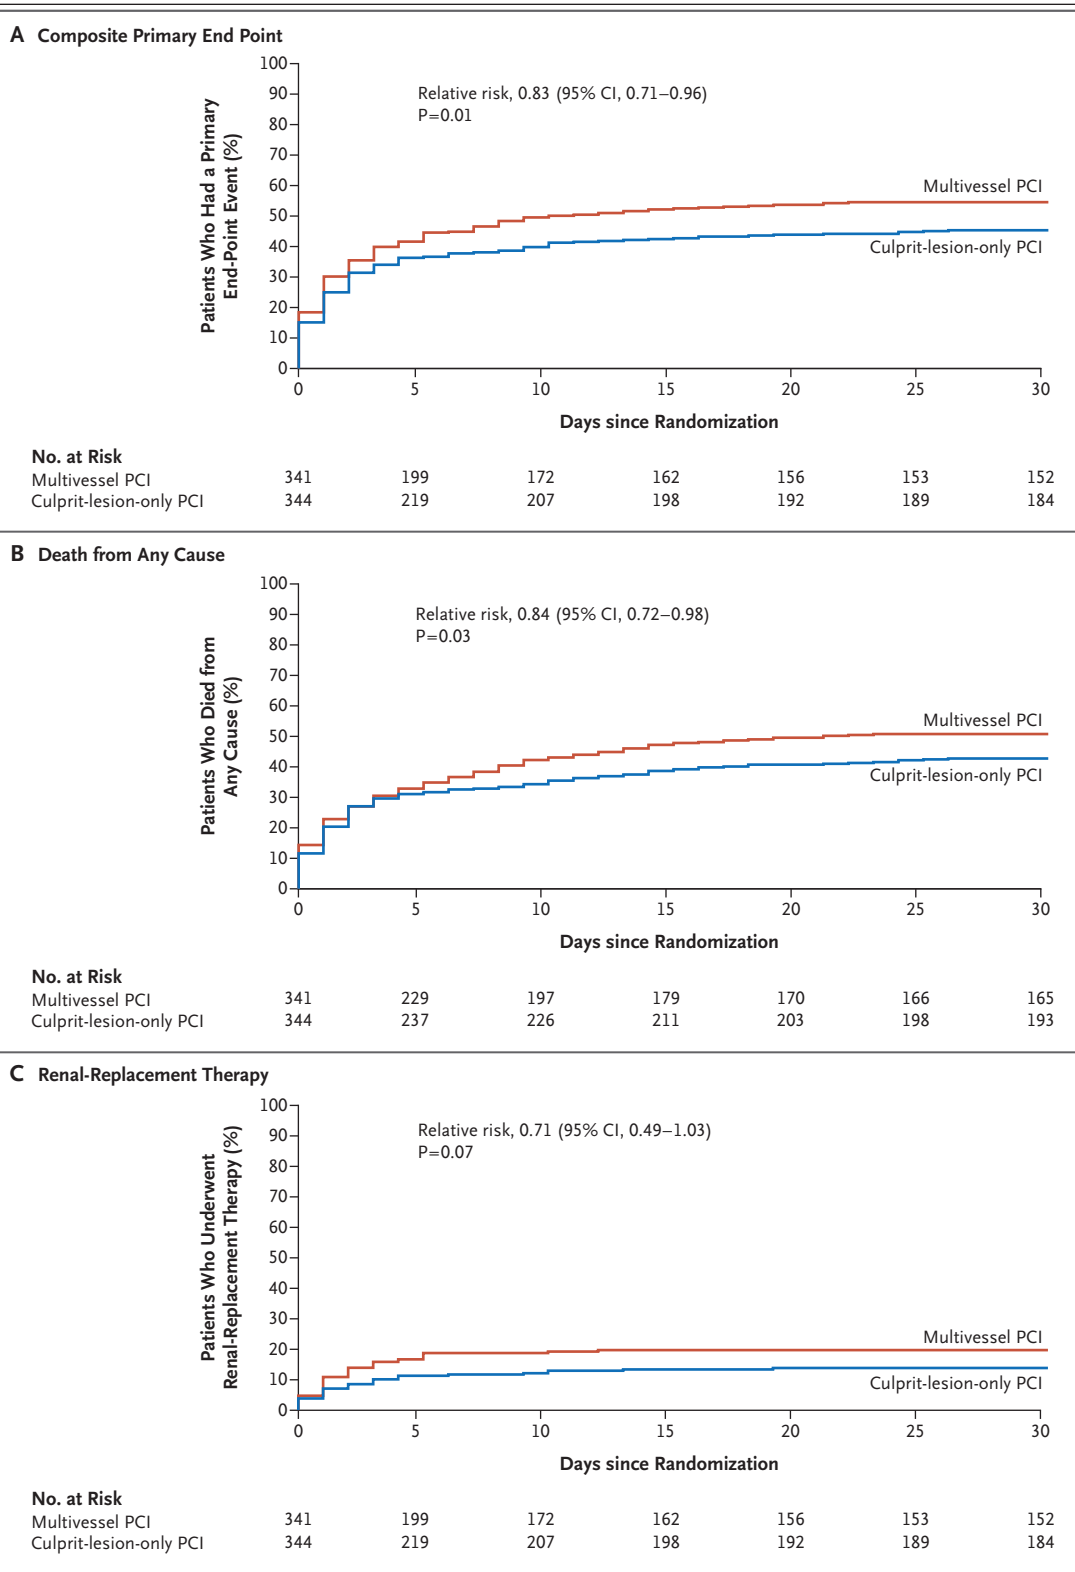 A Composite Primary End Point
Patients Who Had a Primary
End-Point Event (%)
100
90
80
70
60
50
40
30
20
10
0
Relative risk, 0.83 (95% CI, 0.71–0.96)
P=0.01
Multivessel PCI
Culprit-lesion-only PCI
0 5 10 15 20 25 30
Days since Randomization
No. at Risk
Multivessel PCI 341 199 172 162 156 153 152
Culprit-lesion-only PCI 344 219 207 198 192 189 184
B Death from Any Cause
Patients Who Died from
Any Cause (%)
100
90
80
70
60
50
40
30
20
10
0
Relative risk, 0.84 (95% CI, 0.72–0.98)
P=0.03
Multivessel PCI
Culprit-lesion-only PCI
0 5 10 15 20 25 30
Days since Randomization
No. at Risk
Multivessel PCI 341 229 197 179 170 166 165
Culprit-lesion-only PCI 344 237 226 211 203 198 193
C Renal-Replacement Therapy
Patients Who Underwent
Renal-Replacement Therapy (%)
100
90
80
70
60
50
40
30
20
10
0
Relative risk, 0.71 (95% CI, 0.49–1.03)
P=0.07
Multivessel PCI
Culprit-lesion-only PCI
0 5 10 15 20 25 30
Days since Randomization
No. at Risk
Multivessel PCI 341 199 172 162 156 153 152
Culprit-lesion-only PCI 344 219 207 198 192 189 184